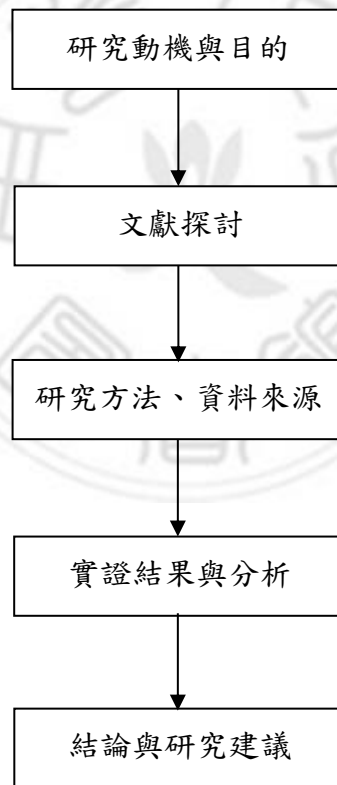 研究動機與目的
文獻探討
研究方法、資料來源
實證結果與分析
結論與研究建議